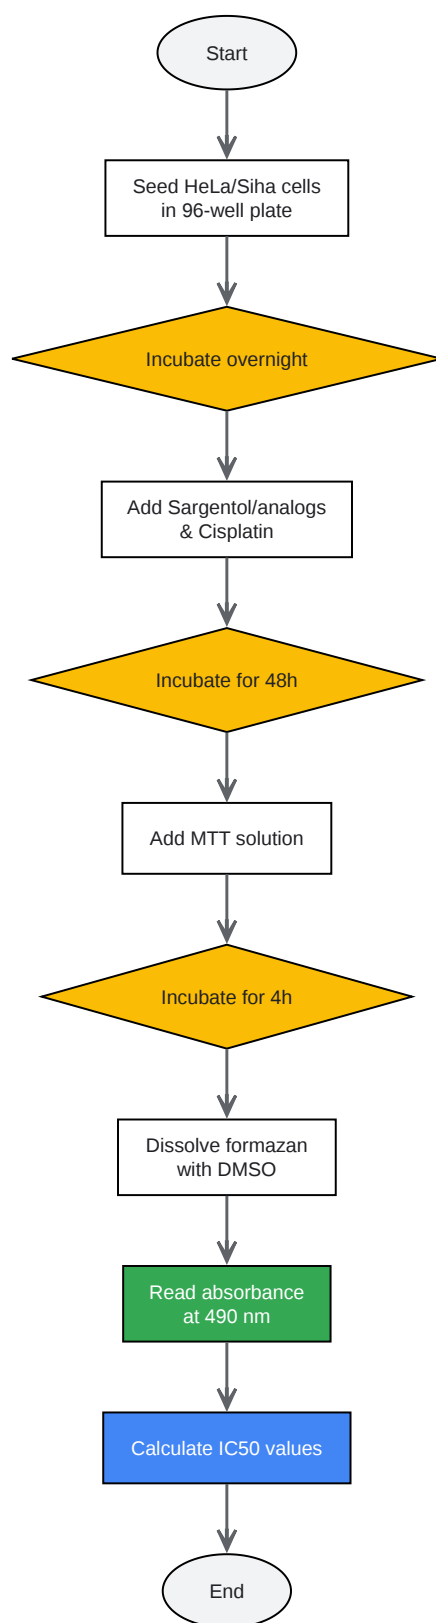 Start
Seed HeLa/Siha cells
in 96-well plate
Incubate overnight
Add Sargentol/analogs
& Cisplatin
Incubate for 48h
Add MTT solution
Incubate for 4h
Dissolve formazan
with DMSO
Read absorbance
at 490 nm
Calculate IC50 values
End